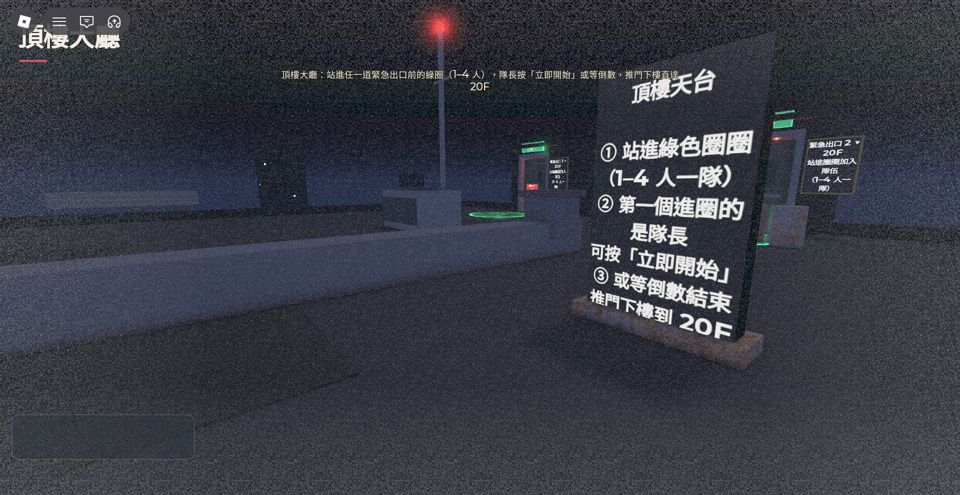 頂樓大廳
頂樓大廳：站進任一道緊急出口前的綠圈（1–4 人），隊長按「立即開始」或等倒數，推門下樓直達
20F
頂樓天台
① 站進綠色圈圈
（1–4 人一隊）
② 第一個進圈的
是隊長
可按「立即開始」
③ 或等倒數結束
推門下樓到 20F
緊急出口 2 ▼
20F
站進圈圈加入
隊伍
（1–4 人一
隊）